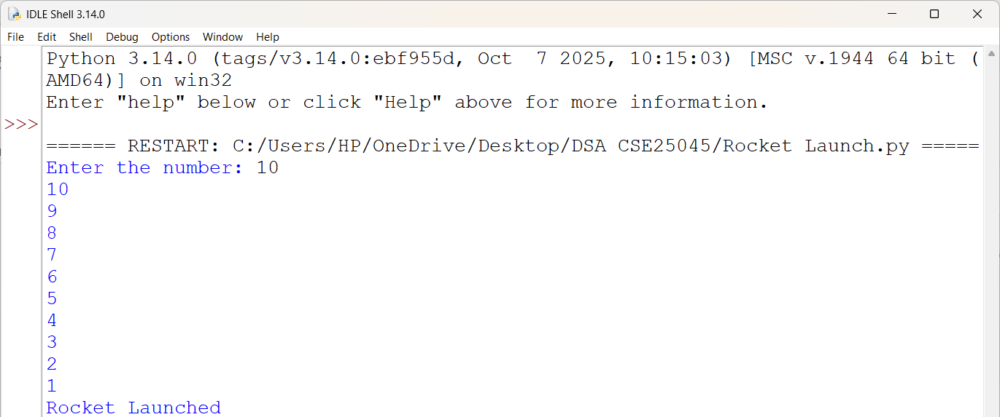 IDLE Shell 3.14.0
File Edit Shell Debug Options Window Help
Python 3.14.0 (tags/v3.14.0:ebf955d, Oct  7 2025, 10:15:03) [MSC v.1944 64 bit (
AMD64)] on win32
Enter "help" below or click "Help" above for more information.
>>>
====== RESTART: C:/Users/HP/OneDrive/Desktop/DSA CSE25045/Rocket Launch.py =====
Enter the number: 10
10
9
8
7
6
5
4
3
2
1
Rocket Launched